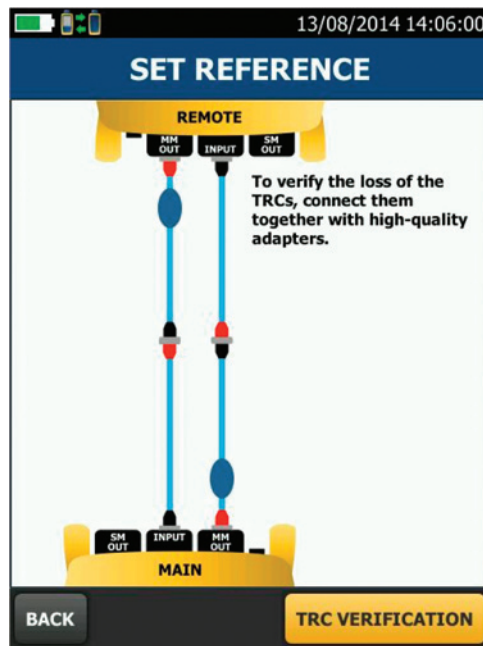 13/08/2014 14:06:00
SET REFERENCE
REMOTE
MM
OUT
INPUT
SM
OUT
To verify the loss of the
TRCs, connect them
together with high-quality
adapters.
SM
OUT
INPUT
MM
OUT
MAIN
BACK
TRC VERIFICATION